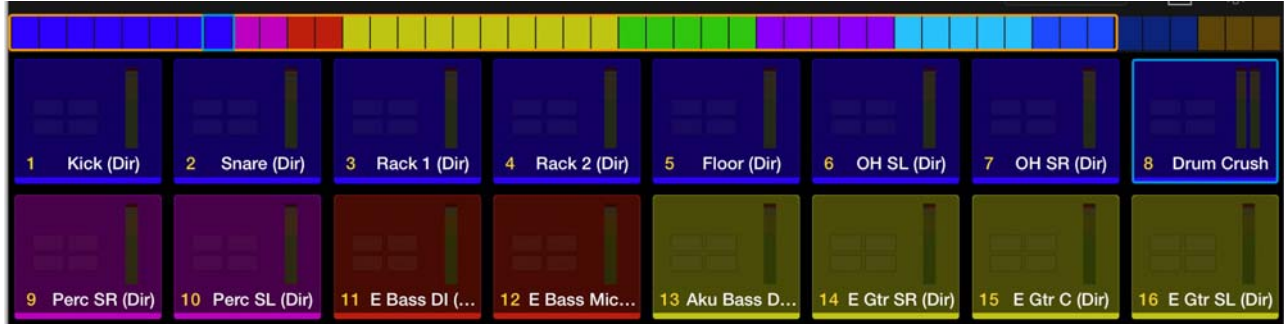 1 Kick (Dir) 2 Snare (Dir) 3 Rack 1 (Dir) 4 Rack 2 (Dir) 5 Floor (Dir) 6 OH SL (Dir) 7 OH SR (Dir) 8 Drum Crush
9 Perc SR (Dir) 10 Perc SL (Dir) 11 E Bass DI (... 12 E Bass Mic... 13 Aku Bass D... 14 E Gtr SR (Dir) 15 E Gtr C (Dir) 16 E Gtr SL (Dir)